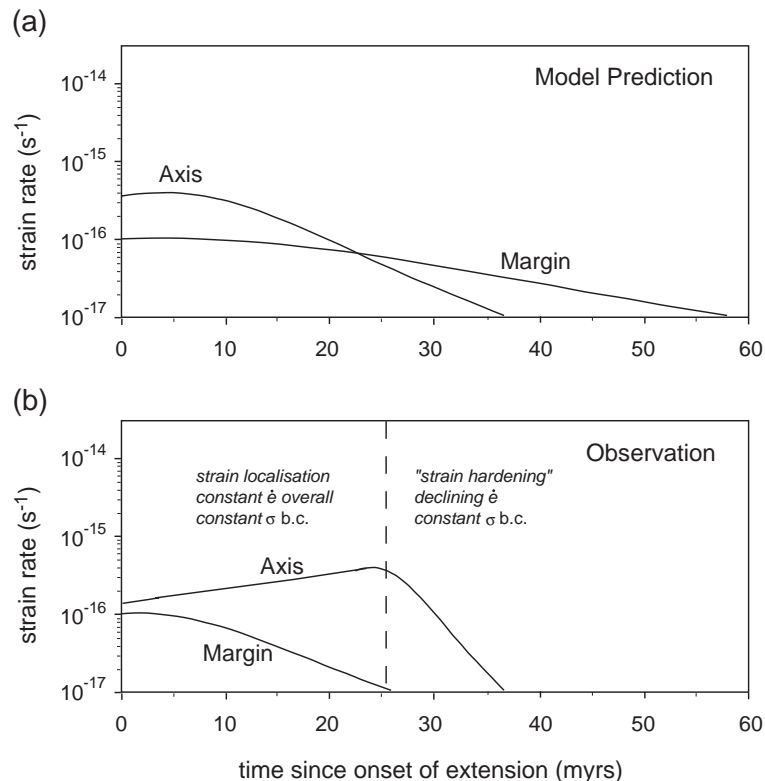 (a)
Model Prediction
Axis
Margin
strain rate (s⁻¹)
10⁻¹⁴
10⁻¹⁵
10⁻¹⁶
10⁻¹⁷
0 10 20 30 40 50 60
(b)
Observation
strain localisation
constant ė overall
constant σ b.c.
"strain hardening"
declining ė
constant σ b.c.
Axis
Margin
strain rate (s⁻¹)
10⁻¹⁴
10⁻¹⁵
10⁻¹⁶
10⁻¹⁷
0 10 20 30 40 50 60
time since onset of extension (myrs)